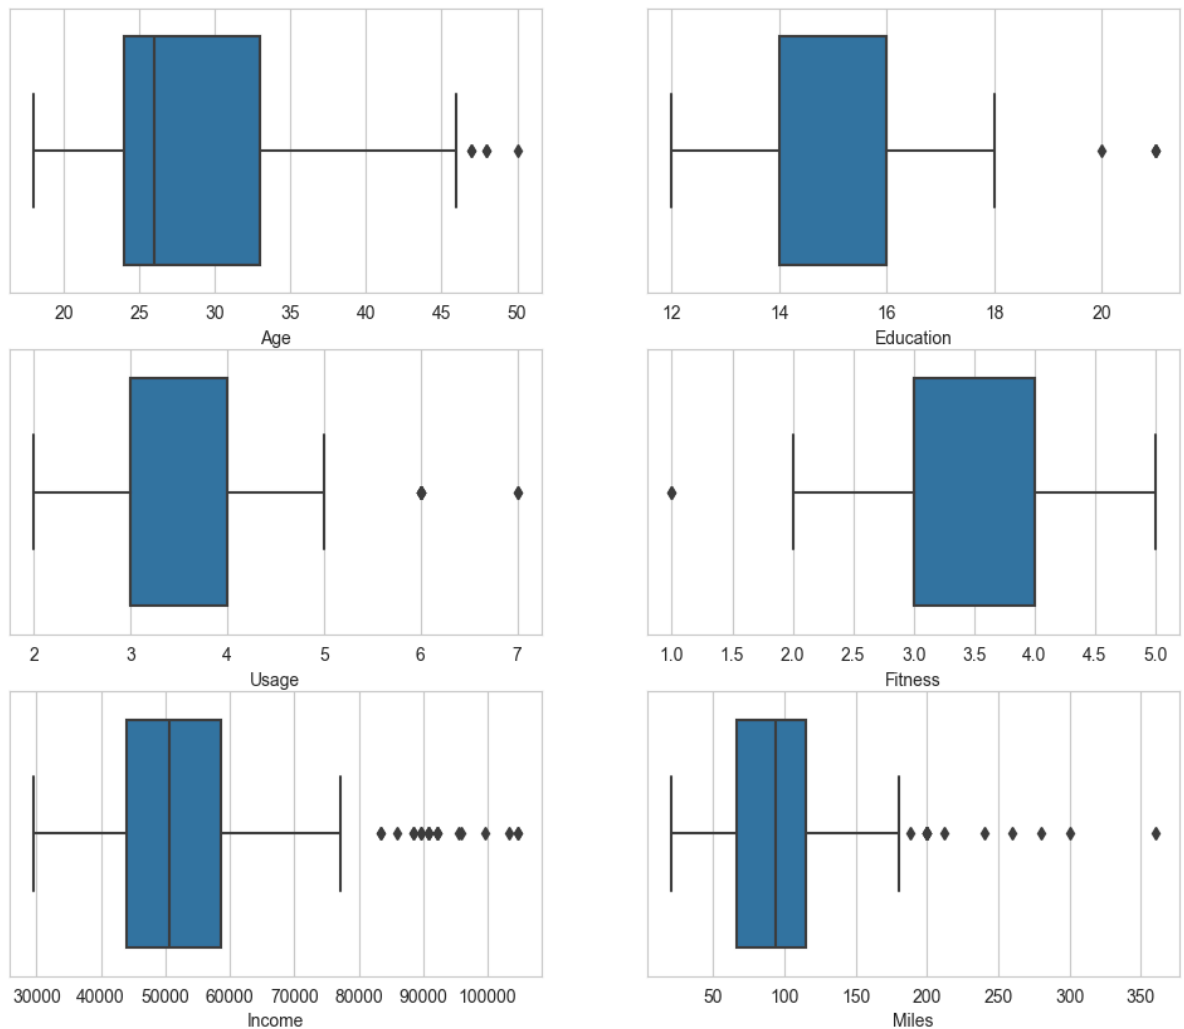 20 25 30 35 40 45 50
Age
12 14 16 18 20
Education
2 3 4 5 6 7
Usage
1.0 1.5 2.0 2.5 3.0 3.5 4.0 4.5 5.0
Fitness
30000 40000 50000 60000 70000 80000 90000 100000
Income
50 100 150 200 250 300 350
Miles